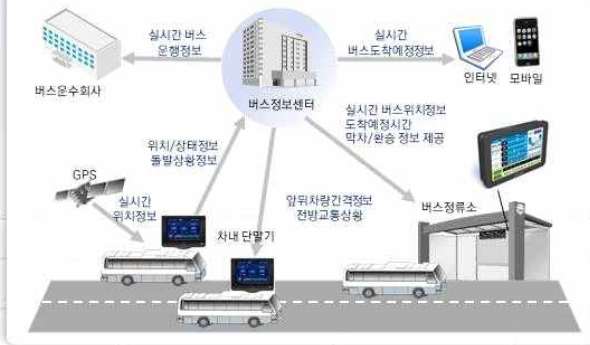 실시간 버스
운행정보
실시간
버스도착예정정보
버스운수회사
버스정보센터
인터넷
모바일
실시간 버스위치정보
도착예정시간
막차/환승 정보 제공
위치/상태정보
돌발상황정보
GPS
실시간
위치정보
차내 단말기
앞뒤차량간격정보
전방교통상황
버스정류소